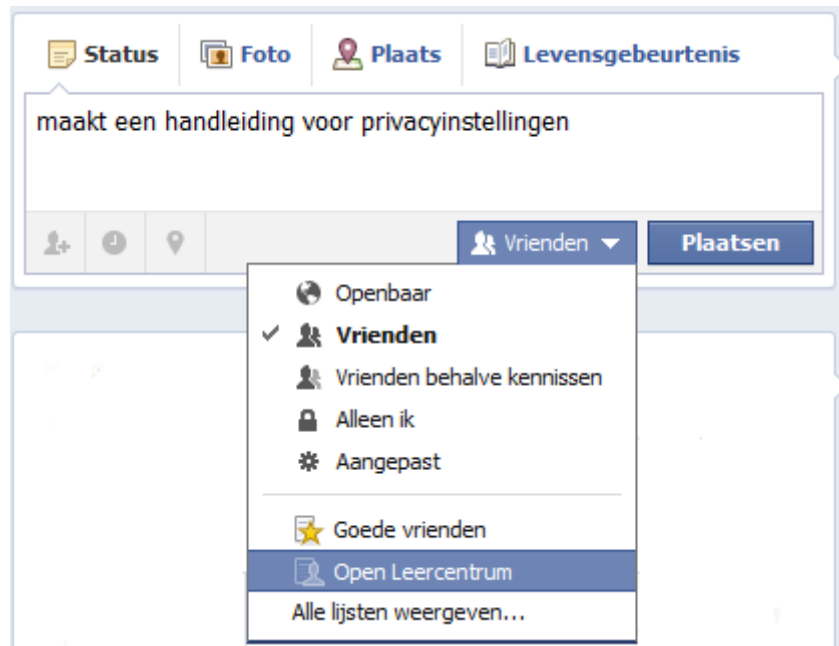 Status Foto Plaats Levensgebeurtenis
maakt een handleiding voor privacyinstellingen
Vrienden Plaatsen
Openbaar
Vrienden
Vrienden behalve kennissen
Alleen ik
Aangepast
Goede vrienden
Open Leercentrum
Alle lijsten weergeven...